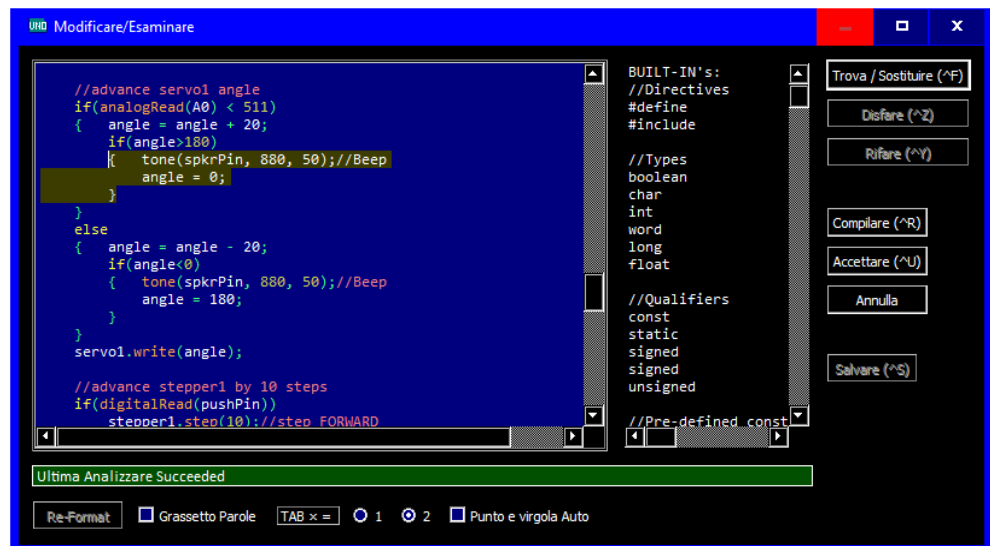 UNO Modificare/Esaminare
//advance servo1 angle
if(analogRead(A0) < 511)
{   angle = angle + 20;
if(angle>180)
{   tone(spkrPin, 880, 50);//Beep
angle = 0;
}
}
else
{   angle = angle - 20;
if(angle<0)
{   tone(spkrPin, 880, 50);//Beep
angle = 180;
}
}
servo1.write(angle);
//advance stepper1 by 10 steps
if(digitalRead(pushPin))
stepper1.step(10);//step FORWARD
BUILT-IN's:
//Directives
#define
#include
//Types
boolean
char
int
word
long
float
//Qualifiers
const
static
signed
signed
unsigned
//Pre-defined const
Trova / Sostituire (^F)
Disfare (^Z)
Rifare (^Y)
Compilare (^R)
Accettare (^U)
Annulla
Salvare (^S)
Ultima Analizzare Succeeded
Re-Format Grassetto Parole TAB × = 1 2 Punto e virgola Auto